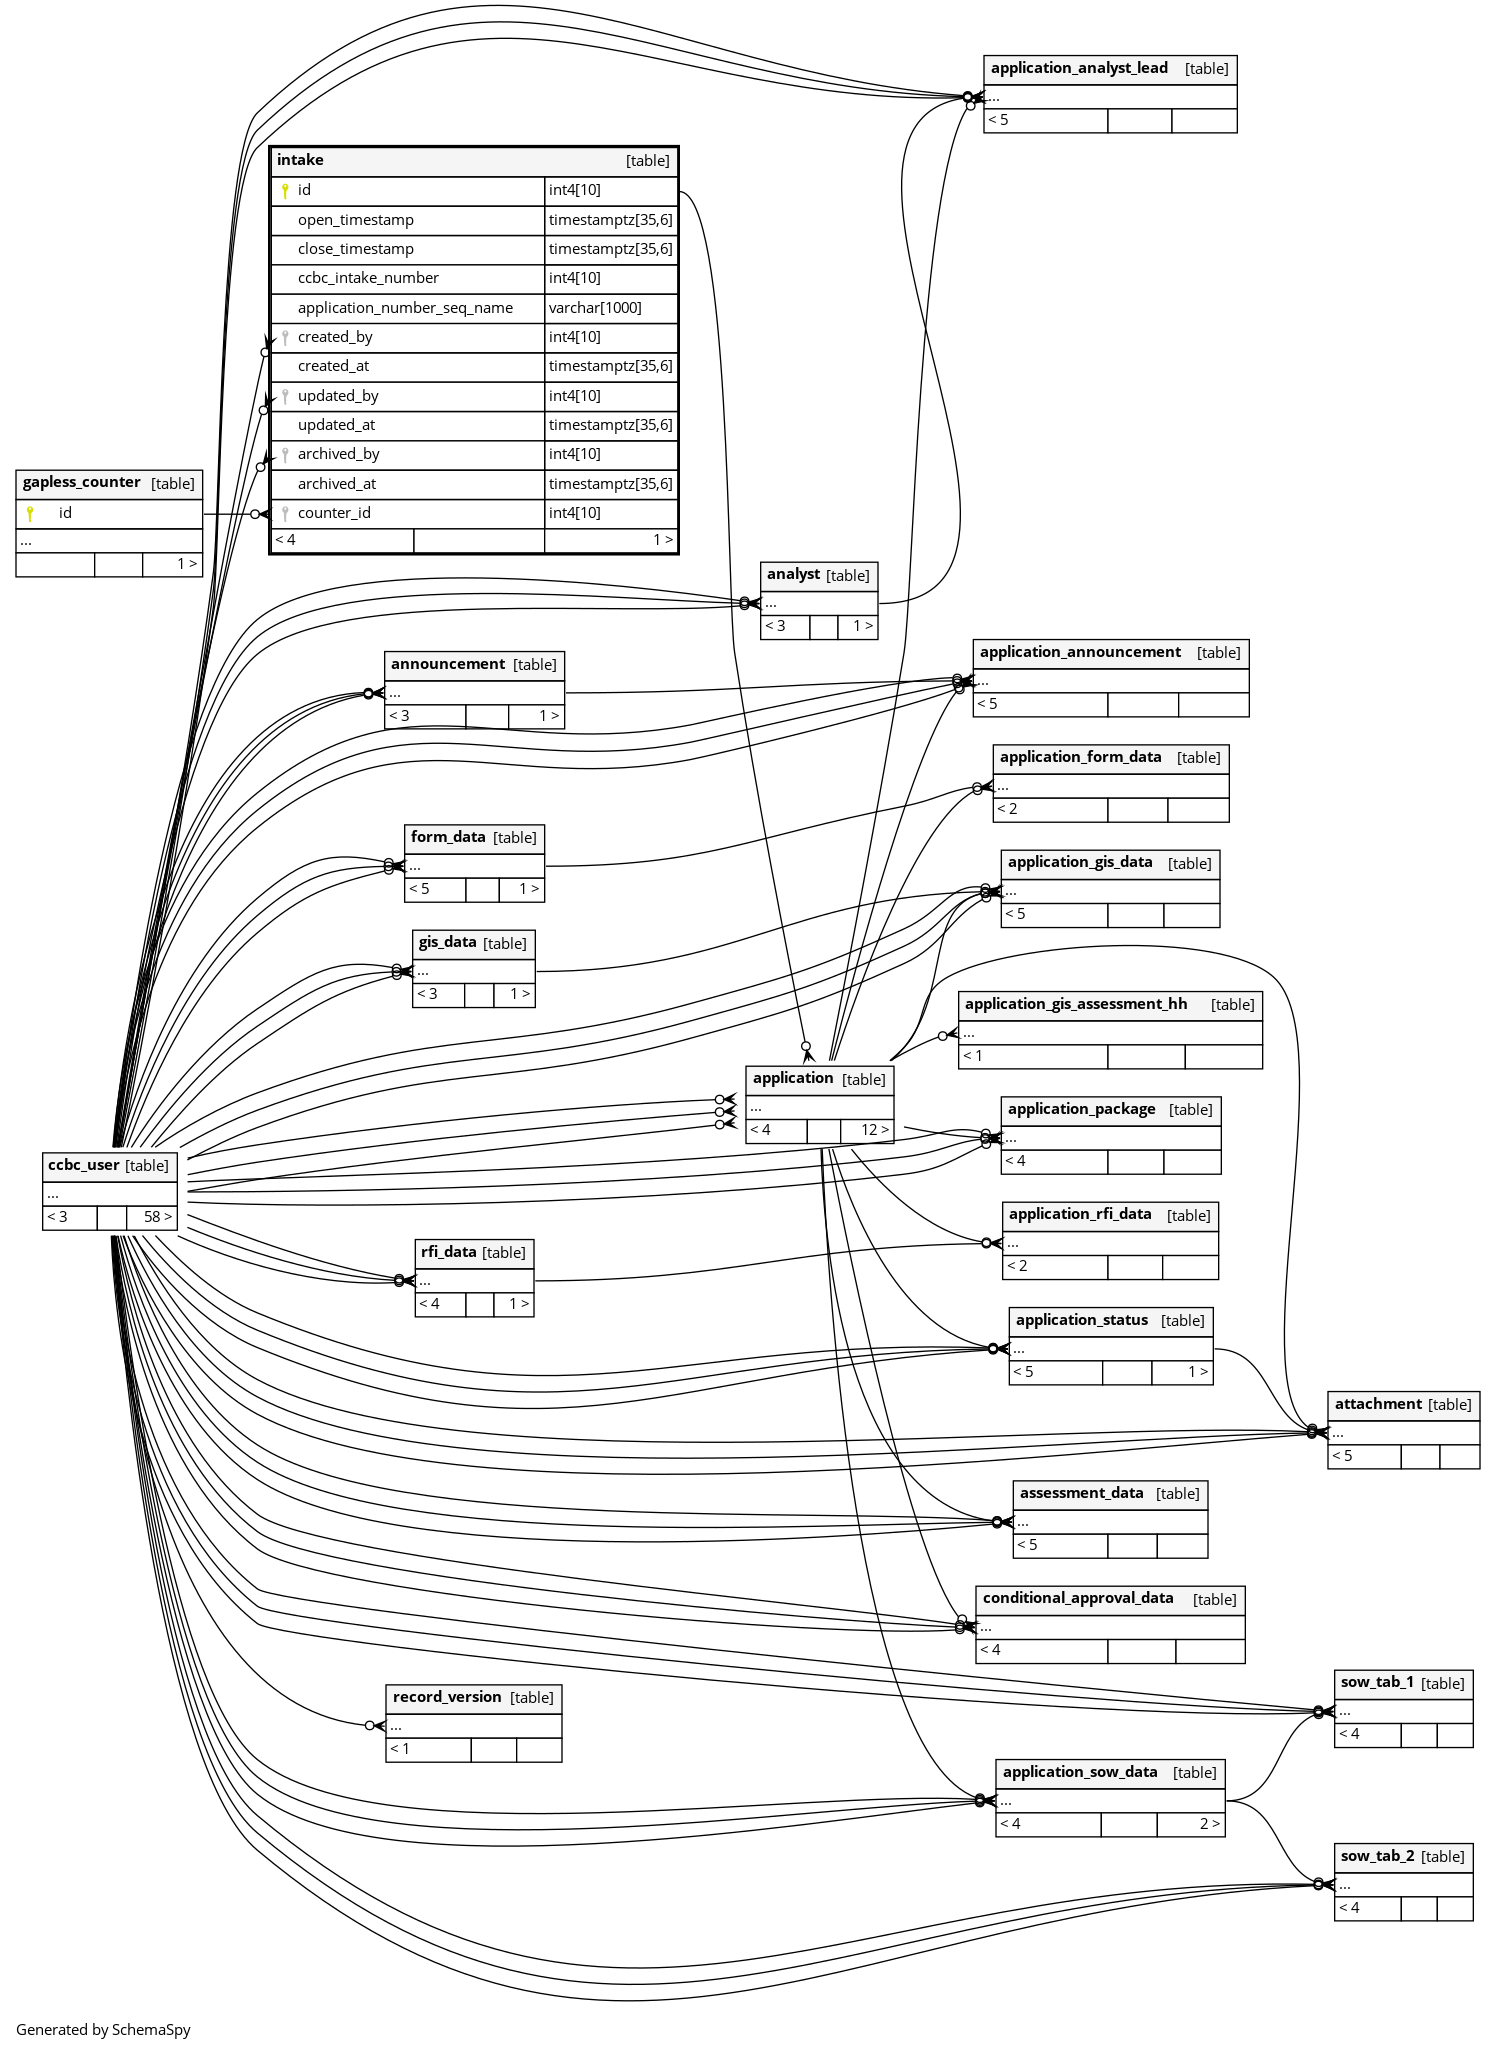 application_analyst_lead [table]
...
< 5
intake [table]
id int4[10]
open_timestamp timestamptz[35,6]
close_timestamp timestamptz[35,6]
ccbc_intake_number int4[10]
application_number_seq_name varchar[1000]
created_by int4[10]
created_at timestamptz[35,6]
updated_by int4[10]
updated_at timestamptz[35,6]
archived_by int4[10]
archived_at timestamptz[35,6]
counter_id int4[10]
< 4 1 >
gapless_counter [table]
id
...
1 >
analyst [table]
...
< 3 1 >
announcement [table]
...
< 3 1 >
application_announcement [table]
...
< 5
application_form_data [table]
...
< 2
form_data [table]
...
< 5 1 >
application_gis_data [table]
...
< 5
gis_data [table]
...
< 3 1 >
application_gis_assessment_hh [table]
...
< 1
application [table]
...
< 4 12 >
application_package [table]
...
< 4
ccbc_user [table]
...
< 3 58 >
application_rfi_data [table]
...
< 2
rfi_data [table]
...
< 4 1 >
application_status [table]
...
< 5 1 >
attachment [table]
...
< 5
assessment_data [table]
...
< 5
conditional_approval_data [table]
...
< 4
sow_tab_1 [table]
...
< 4
record_version [table]
...
< 1
application_sow_data [table]
...
< 4 2 >
sow_tab_2 [table]
...
< 4
Generated by SchemaSpy